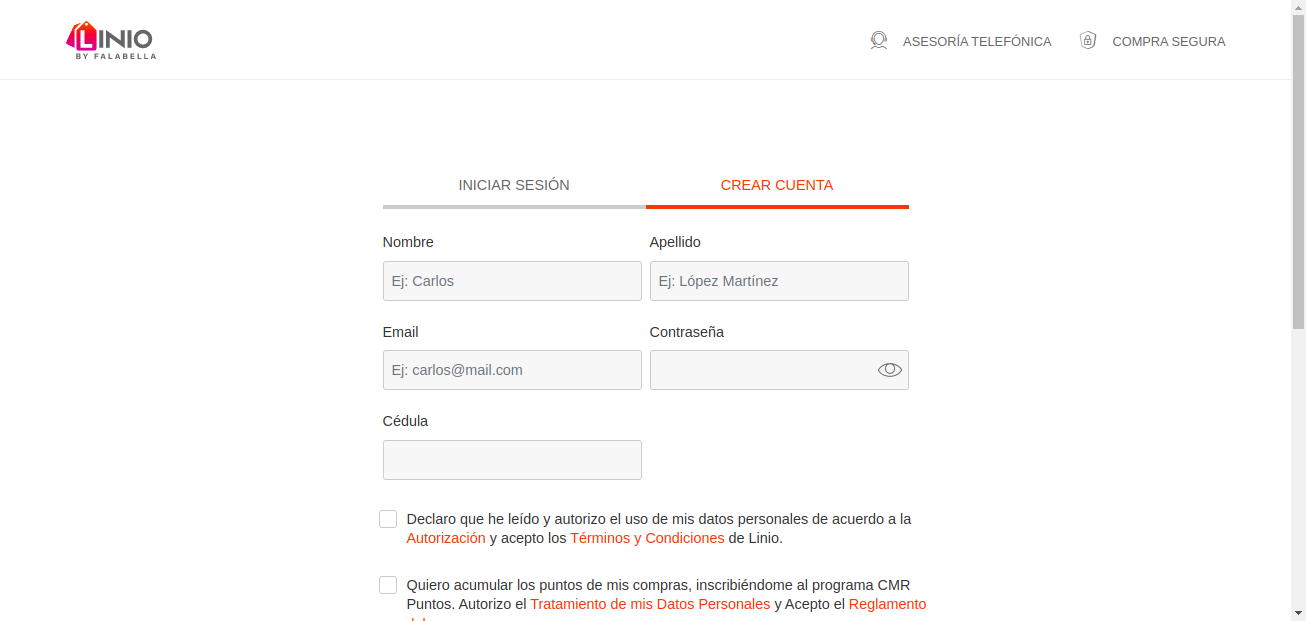 LINIO
BY FALABELLA
ASESORÍA TELEFÓNICA
COMPRA SEGURA
INICIAR SESIÓN
CREAR CUENTA
Nombre
Apellido
Ej: Carlos
Ej: López Martínez
Email
Contraseña
Ej: carlos@mail.com
Cédula
Declaro que he leído y autorizo el uso de mis datos personales de acuerdo a la
Autorización y acepto los Términos y Condiciones de Linio.
Quiero acumular los puntos de mis compras, inscribiéndome al programa CMR
Puntos. Autorizo el Tratamiento de mis Datos Personales y Acepto el Reglamento